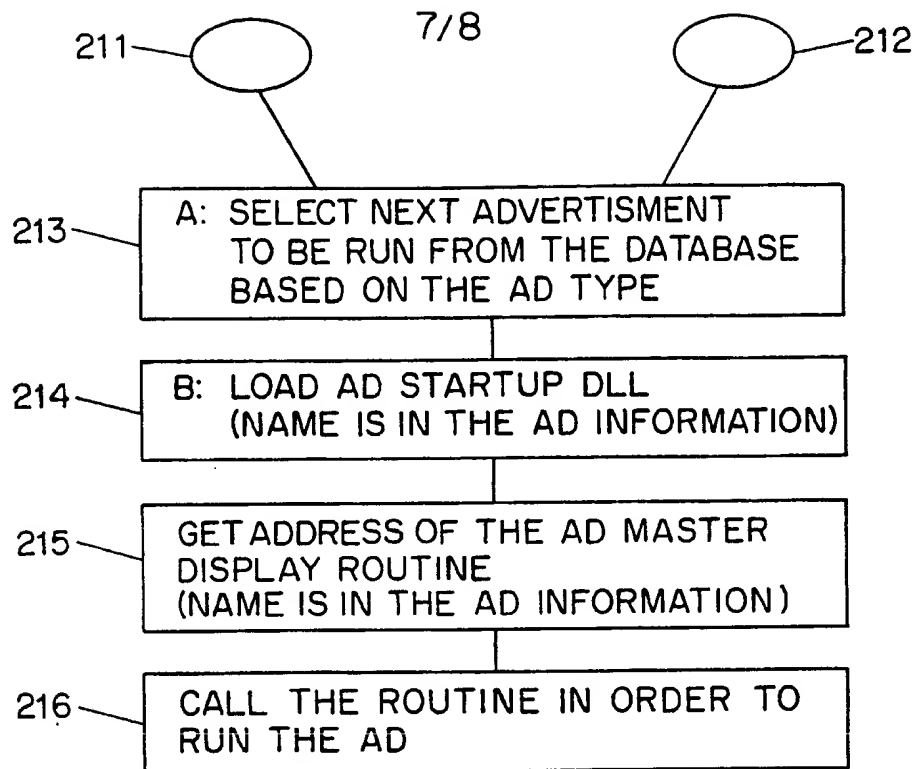 7/8
211
212
213
A: SELECT NEXT ADVERTISMENT
TO BE RUN FROM THE DATABASE
BASED ON THE AD TYPE
214
B: LOAD AD STARTUP DLL
(NAME IS IN THE AD INFORMATION)
215
GET ADDRESS OF THE AD MASTER
DISPLAY ROUTINE
(NAME IS IN THE AD INFORMATION)
216
CALL THE ROUTINE IN ORDER TO
RUN THE AD